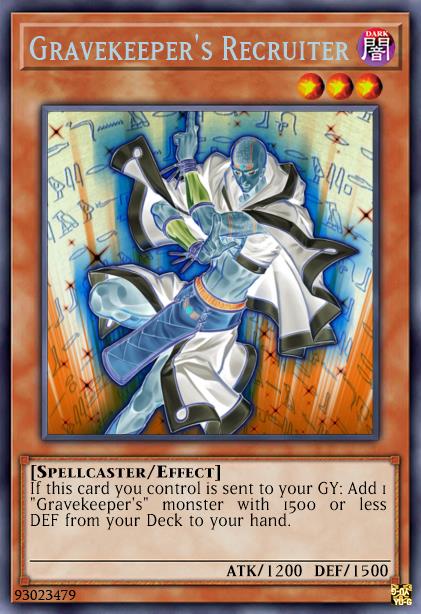 Gravekeeper's Recruiter
DARK
闇
[Spellcaster/Effect]
If this card you control is sent to your GY: Add 1
"Gravekeeper's" monster with 1500 or less
DEF from your Deck to your hand.
ATK/1200 DEF/1500
93023479